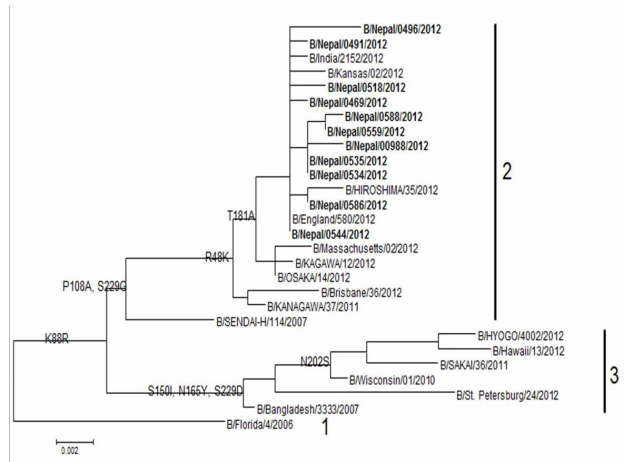 B/Nepal/0496/2012
B/Nepal/0491/2012
B/India/2152/2012
B/Kansas/02/2012
B/Nepal/0518/2012
B/Nepal/0469/2012
B/Nepal/0588/2012
B/Nepal/0559/2012
B/Nepal/00988/2012
B/Nepal/0535/2012
B/Nepal/0534/2012
2
B/HIROSHIMA/35/2012
B/Nepal/0586/2012
T181A
B/England/580/2012
B/Nepal/0544/2012
B/Massachusetts/02/2012
R48K
B/KAGAWA/12/2012
B/OSAKA/14/2012
P108A, S229G
B/Brisbane/36/2012
B/KANAGAWA/37/2011
B/SENDAI-H/114/2007
K88R
B/HYOGO/4002/2012
B/Hawaii/13/2012
N202S
B/SAKAI/36/2011
3
B/Wisconsin/01/2010
S150I, N165Y, S229D
B/St. Petersburg/24/2012
B/Bangladesh/3333/2007
B/Florida/4/2006
1
0.002